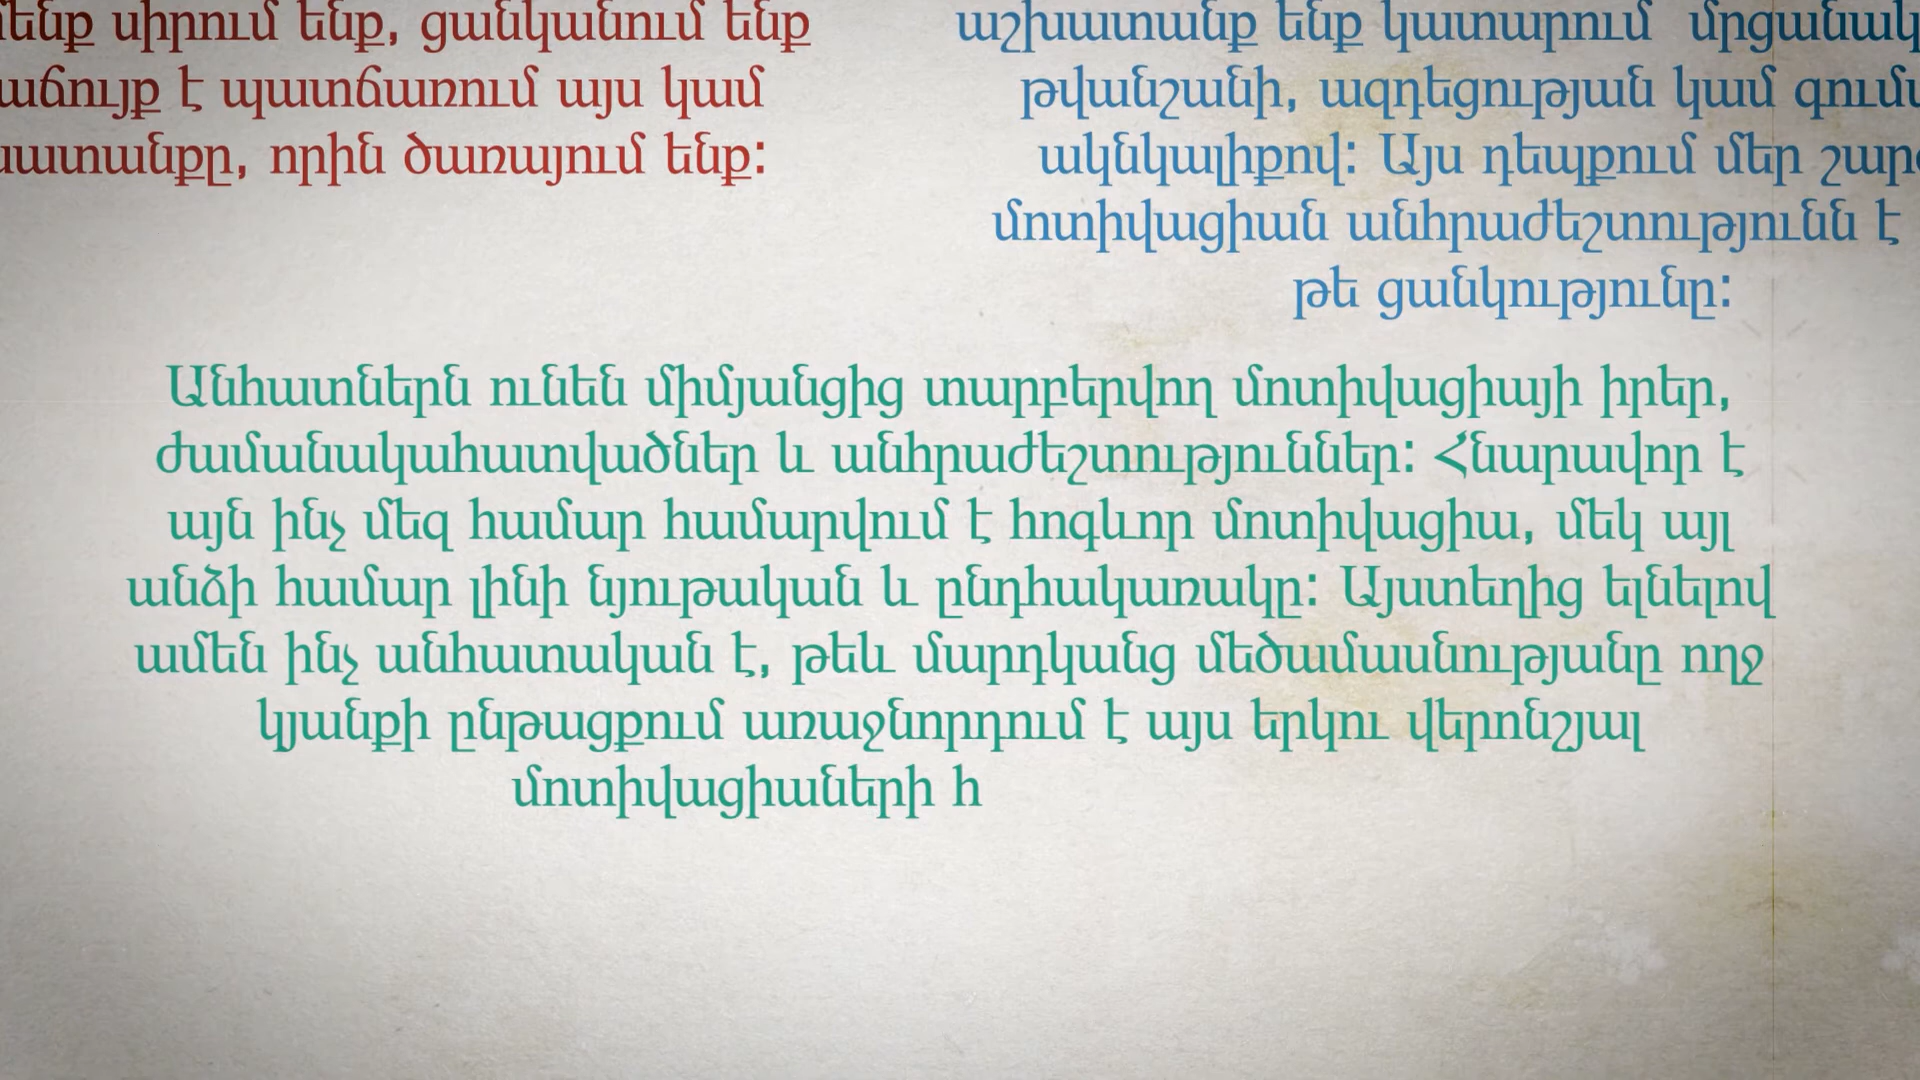 ենք սիրում ենք, ցանկանում ենք
աճույք է պատճառում այս կամ
որին ծառայում ենք:
աշխատանք ենք կատարում մրցանակ
թվանշանի, ազդեցության կամ
ակնկալիքով: Այս դեպքում մեր
մոտիվացիան անհրաժեշտությունն է
թե ցանկությունը:
Անհատներն ունեն միմյանցից տարբերվող մոտիվացիայի իրեր,
ժամանակահատվածներ և անհրաժեշտություններ: Հնարավոր է
այն ինչ մեզ համար համարվում է հոգևոր մոտիվացիա, մեկ այլ
անձի համար լինի նյութական և ընդհակառակը: Այստեղից ելնելով
ամեն ինչ անհատական է, թեև մարդկանց մեծամասնությանը ողջ
կյանքի ընթացքում առաջնորդում է այս երկու վերոնշյալ
մոտիվացիաների հ